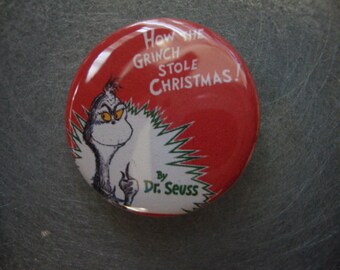 HOW THE
GRINCH
STOLE
CHRISTMAS!
By
Dr. Seuss